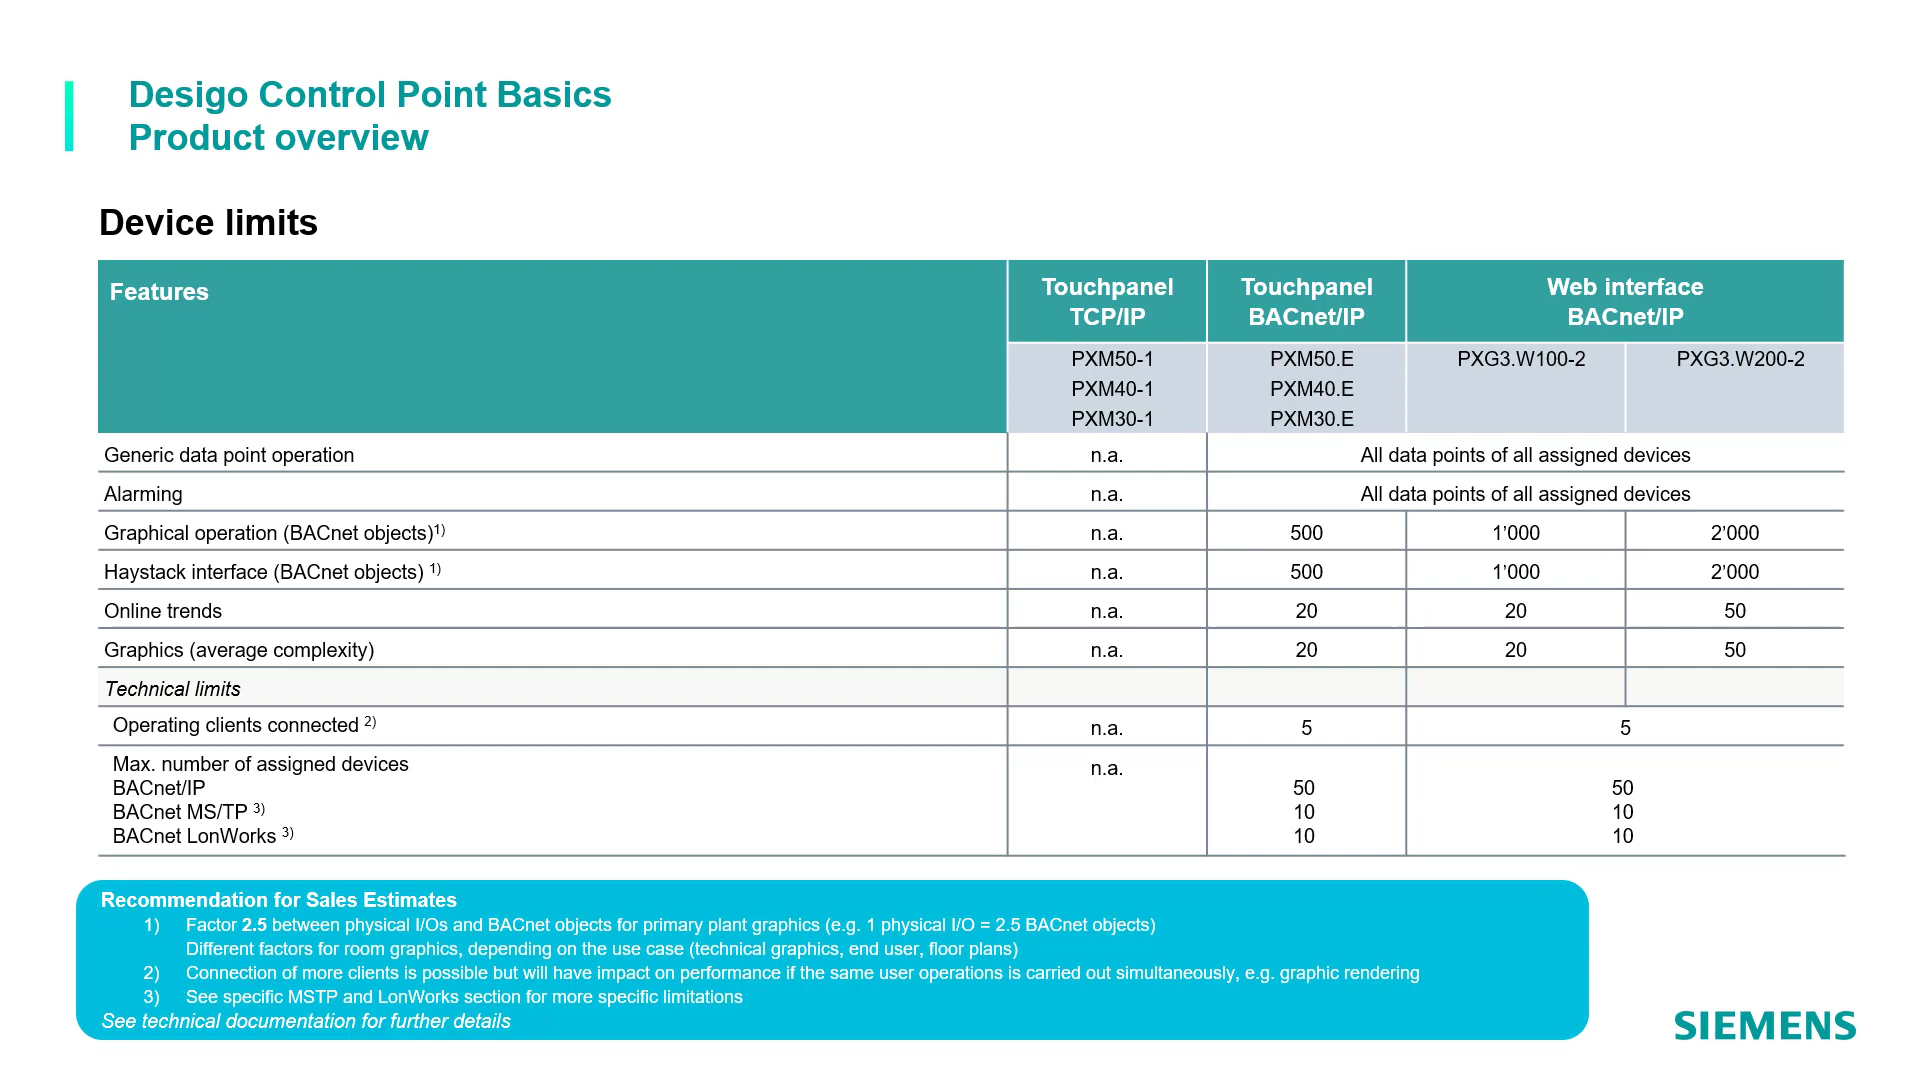 Desigo Control Point Basics
Product overview
Device limits
Features
Touchpanel
TCP/IP
Touchpanel
BACnet/IP
Web interface
BACnet/IP
PXM50-1
PXM40-1
PXM30-1
PXM50.E
PXM40.E
PXM30.E
PXG3.W100-2
PXG3.W200-2
Generic data point operation n.a. All data points of all assigned devices
Alarming n.a. All data points of all assigned devices
Graphical operation (BACnet objects)1) n.a. 500 1’000 2’000
Haystack interface (BACnet objects) 1) n.a. 500 1’000 2’000
Online trends n.a. 20 20 50
Graphics (average complexity) n.a. 20 20 50
Technical limits
Operating clients connected 2) n.a. 5 5
Max. number of assigned devices n.a.
BACnet/IP 50 50
BACnet MS/TP 3) 10 10
BACnet LonWorks 3) 10 10
Recommendation for Sales Estimates
1) Factor 2.5 between physical I/Os and BACnet objects for primary plant graphics (e.g. 1 physical I/O = 2.5 BACnet objects)
Different factors for room graphics, depending on the use case (technical graphics, end user, floor plans)
2) Connection of more clients is possible but will have impact on performance if the same user operations is carried out simultaneously, e.g. graphic rendering
3) See specific MSTP and LonWorks section for more specific limitations
See technical documentation for further details
SIEMENS